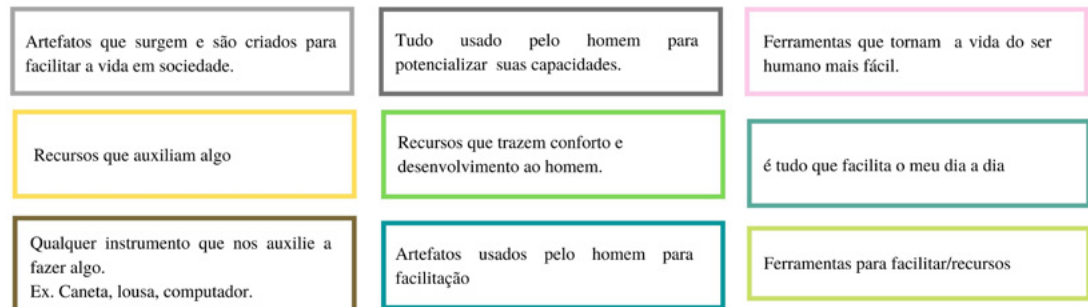 Artefatos que surgem e são criados para
facilitar a vida em sociedade.
Tudo usado pelo homem para
potencializar suas capacidades.
Ferramentas que tornam a vida do ser
humano mais fácil.
Recursos que auxiliam algo
Recursos que trazem conforto e
desenvolvimento ao homem.
é tudo que facilita o meu dia a dia
Qualquer instrumento que nos auxilie a
fazer algo.
Ex. Caneta, lousa, computador.
Artefatos usados pelo homem para
facilitação
Ferramentas para facilitar/recursos